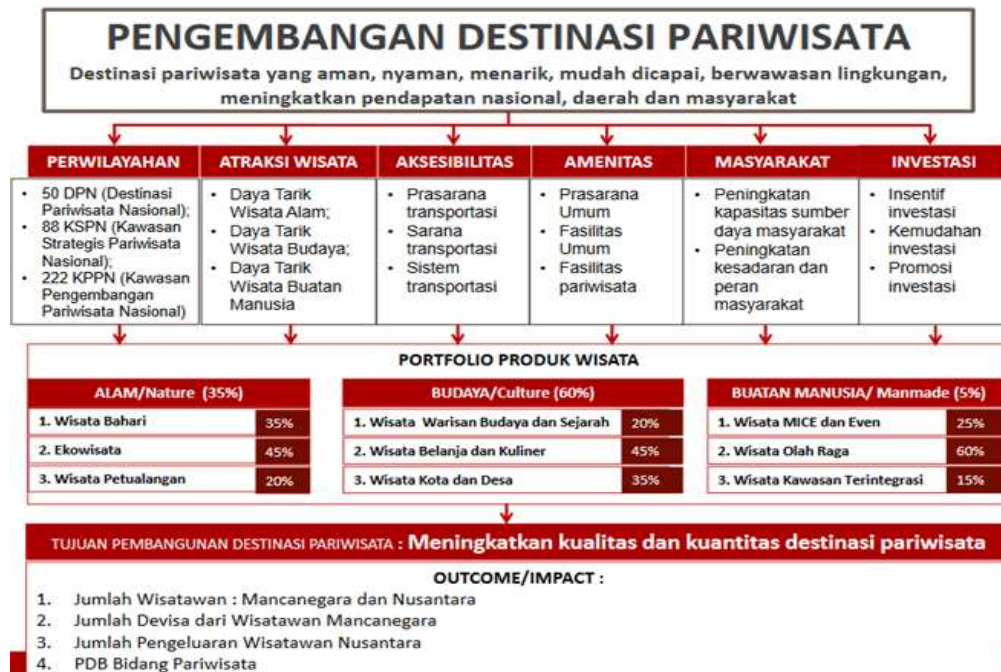 PENGEMBANGAN DESTINASI PARIWISATA
Destinasi pariwisata yang aman, nyaman, menarik, mudah dicapai, berwawasan lingkungan,
meningkatkan pendapatan nasional, daerah dan masyarakat
PERWILAYAHAN
• 50 DPN (Destinasi
Pariwisata Nasional);
• 88 KSPN (Kawasan
Strategis Pariwisata
Nasional);
• 222 KPPN (Kawasan
Pengembangan
Pariwisata Nasional)
ATRAKSI WISATA
• Daya Tarik
Wisata Alam;
• Daya Tarik
Wisata Budaya;
• Daya Tarik
Wisata Buatan
Manusia
AKSESIBILITAS
• Prasarana
transportasi
• Sarana
transportasi
• Sistem
transportasi
AMENITAS
• Prasarana
Umum
• Fasilitas
Umum
• Fasilitas
pariwisata
MASYARAKAT
• Peningkatan
kapasitas sumber
daya masyarakat
• Peningkatan
kesadaran dan
peran
masyarakat
INVESTASI
• Insentif
investasi
• Kemudahan
investasi
• Promosi
investasi
PORTFOLIO PRODUK WISATA
ALAM/Nature (35%)
1. Wisata Bahari 35%
2. Ekowisata 45%
3. Wisata Petualangan 20%
BUDAYA/Culture (60%)
1. Wisata Warisan Budaya dan Sejarah 20%
2. Wisata Belanja dan Kuliner 45%
3. Wisata Kota dan Desa 35%
BUATAN MANUSIA/ Manmade (5%)
1. Wisata MICE dan Even 25%
2. Wisata Olah Raga 60%
3. Wisata Kawasan Terintegrasi 15%
TUJUAN PEMBANGUNAN DESTINASI PARIWISATA : Meningkatkan kualitas dan kuantitas destinasi pariwisata
OUTCOME/IMPACT :
1. Jumlah Wisatawan : Mancanegara dan Nusantara
2. Jumlah Devisa dari Wisatawan Mancanegara
3. Jumlah Pengeluaran Wisatawan Nusantara
4. PDB Bidang Pariwisata